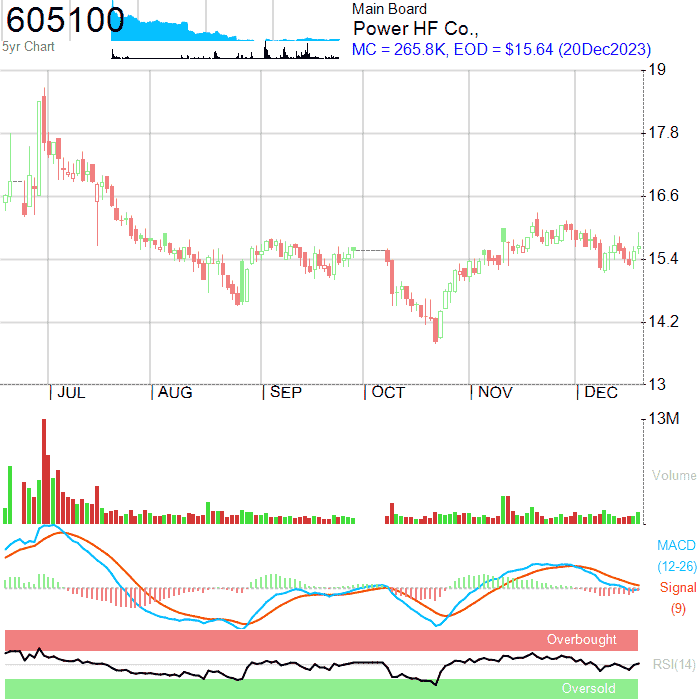 605100
5yr Chart
Main Board
Power HF Co.,
MC = 265.8K, EOD = $15.64 (20Dec2023)
19
17.8
16.6
15.4
14.2
13
JUL AUG SEP OCT NOV DEC
13M
Volume
MACD
(12-26)
Signal
(9)
Overbought
RSI(14)
Oversold